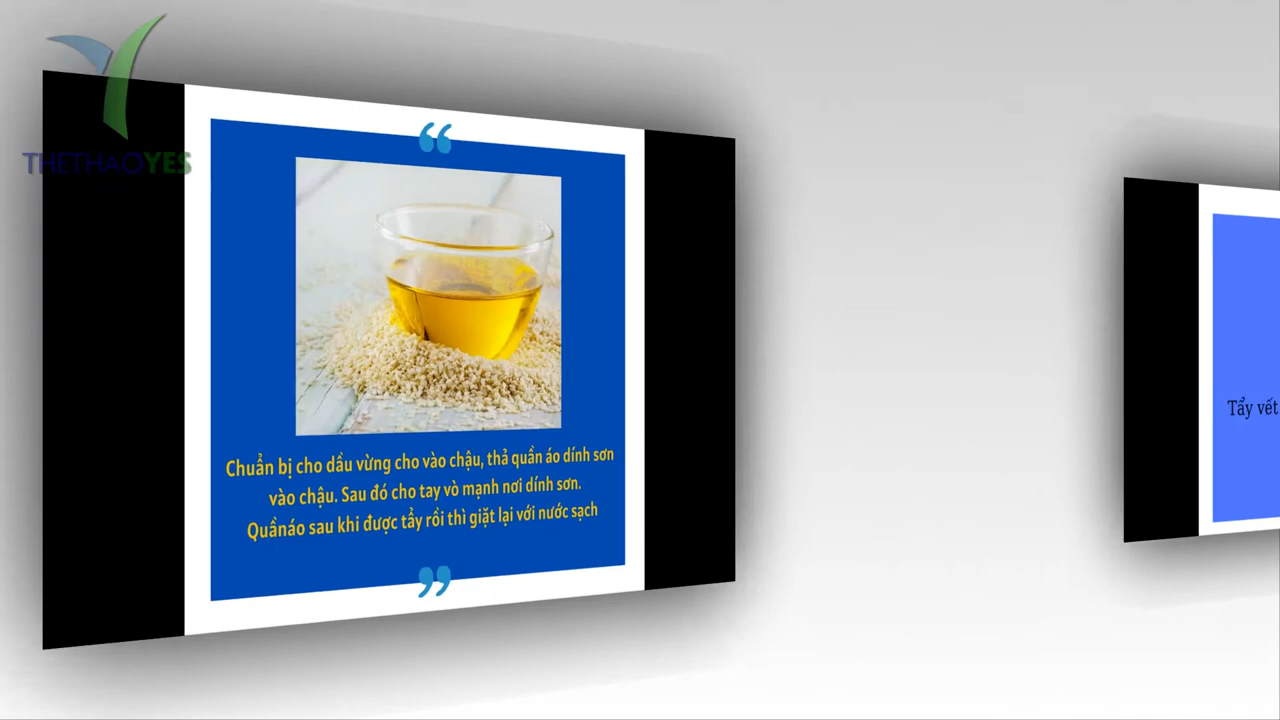 THETHAOYES
Chuẩn bị cho dầu vừng cho vào chậu, thả quần áo dính sơn
vào chậu. Sau đó cho tay vò mạnh nơi dính sơn.
Quầnáo sau khi được tẩy rồi thì giặt lại với nước sạch
Tẩy vết